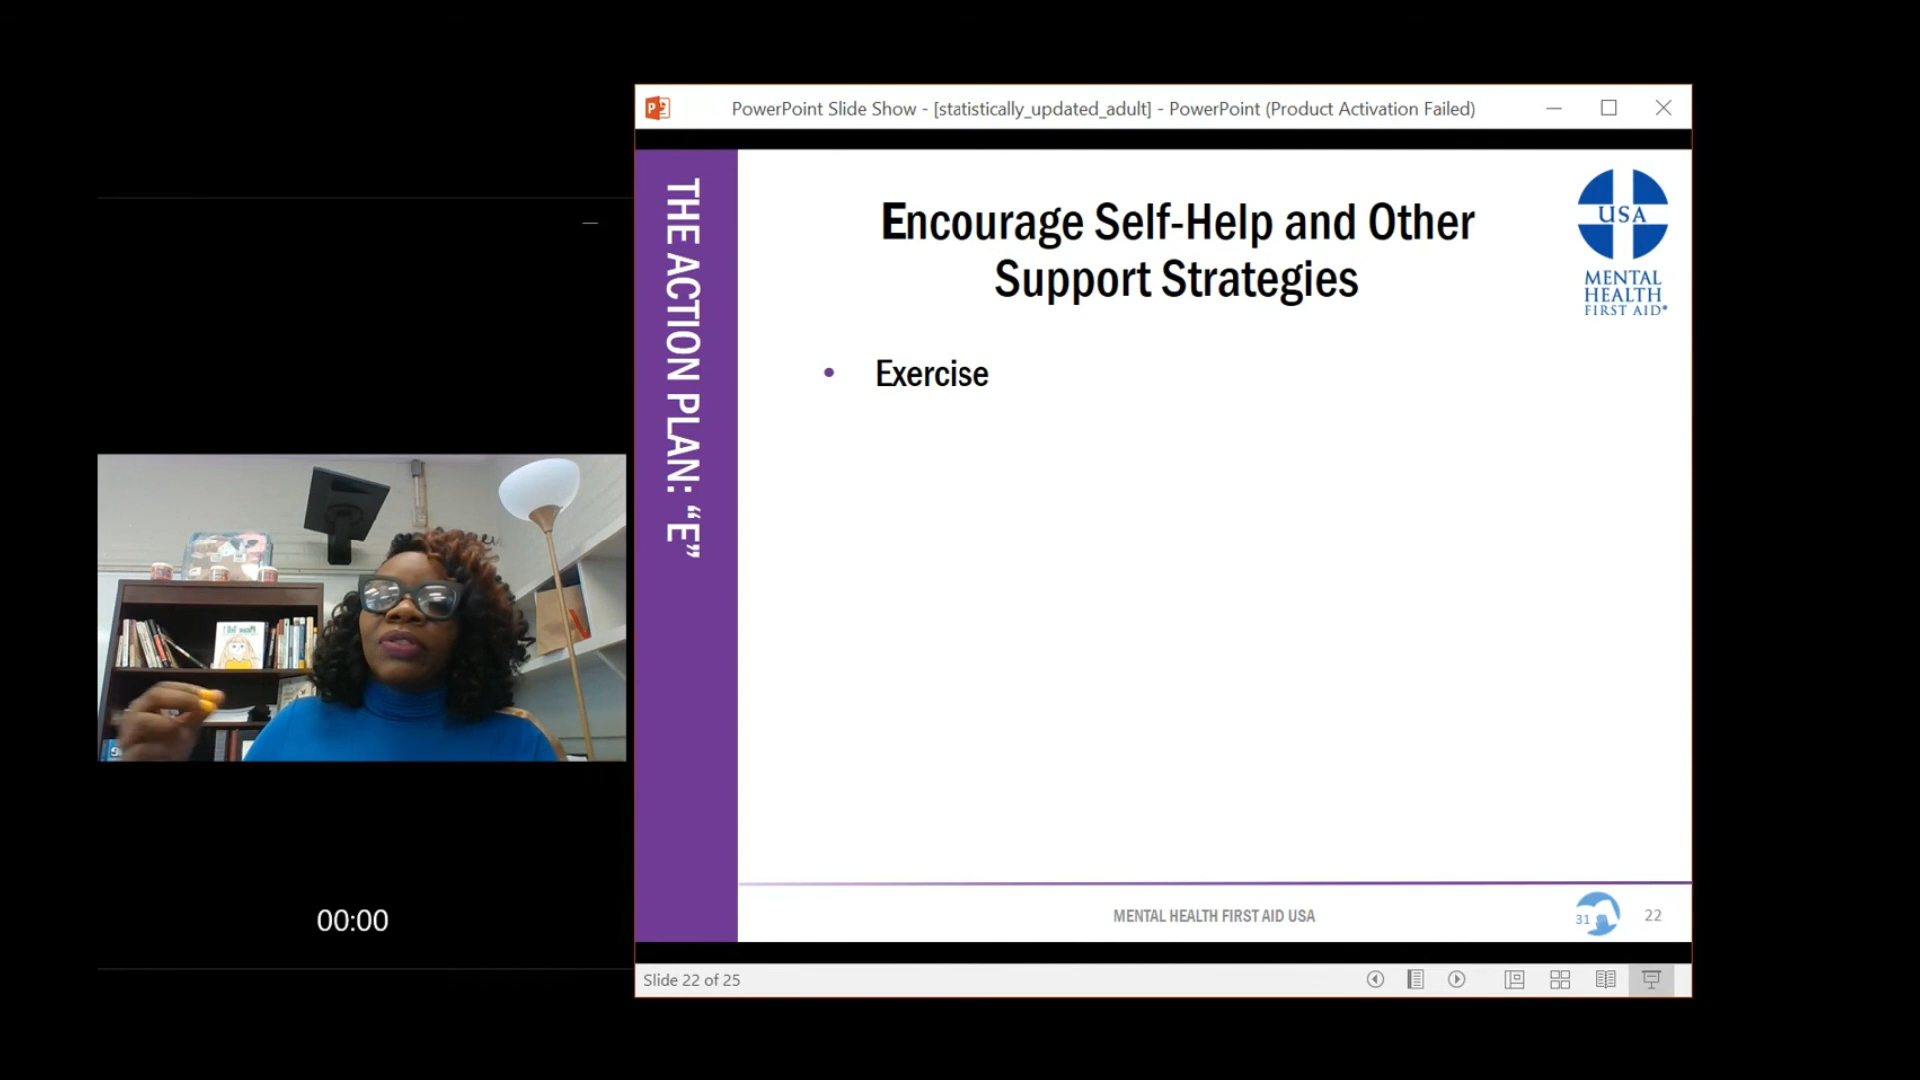 PowerPoint Slide Show - [statistically_updated_adult] - PowerPoint (Product Activation Failed)
THE ACTION PLAN: “E”
Encourage Self-Help and Other
Support Strategies
USA
MENTAL
HEALTH
FIRST AID®
• Exercise
00:00
MENTAL HEALTH FIRST AID USA
31
22
Slide 22 of 25